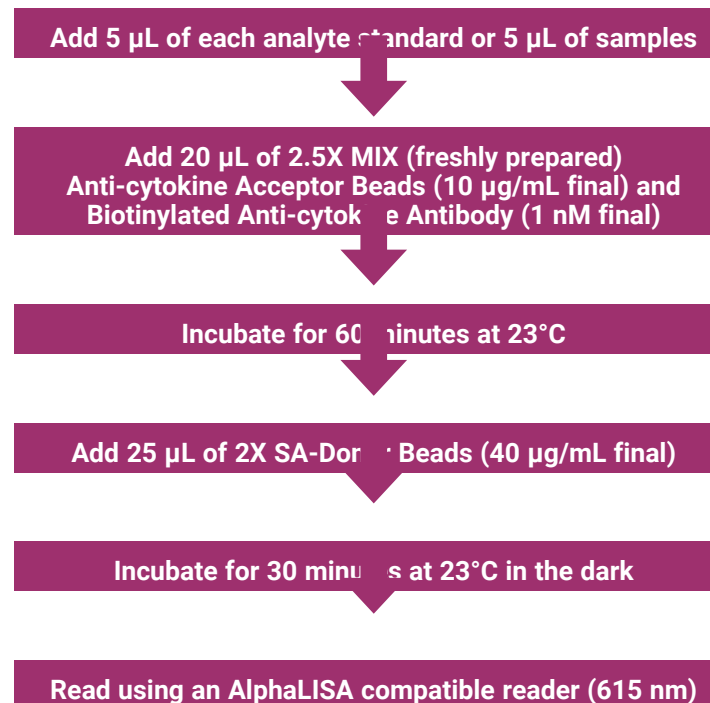 Add 5 µL of each analyte standard or 5 µL of samples
Add 20 µL of 2.5X MIX (freshly prepared)
Anti-cytokine Acceptor Beads (10 µg/mL final) and
Biotinylated Anti-cytokine Antibody (1 nM final)
Incubate for 60 minutes at 23°C
Add 25 µL of 2X SA-Donor Beads (40 µg/mL final)
Incubate for 30 minutes at 23°C in the dark
Read using an AlphaLISA compatible reader (615 nm)